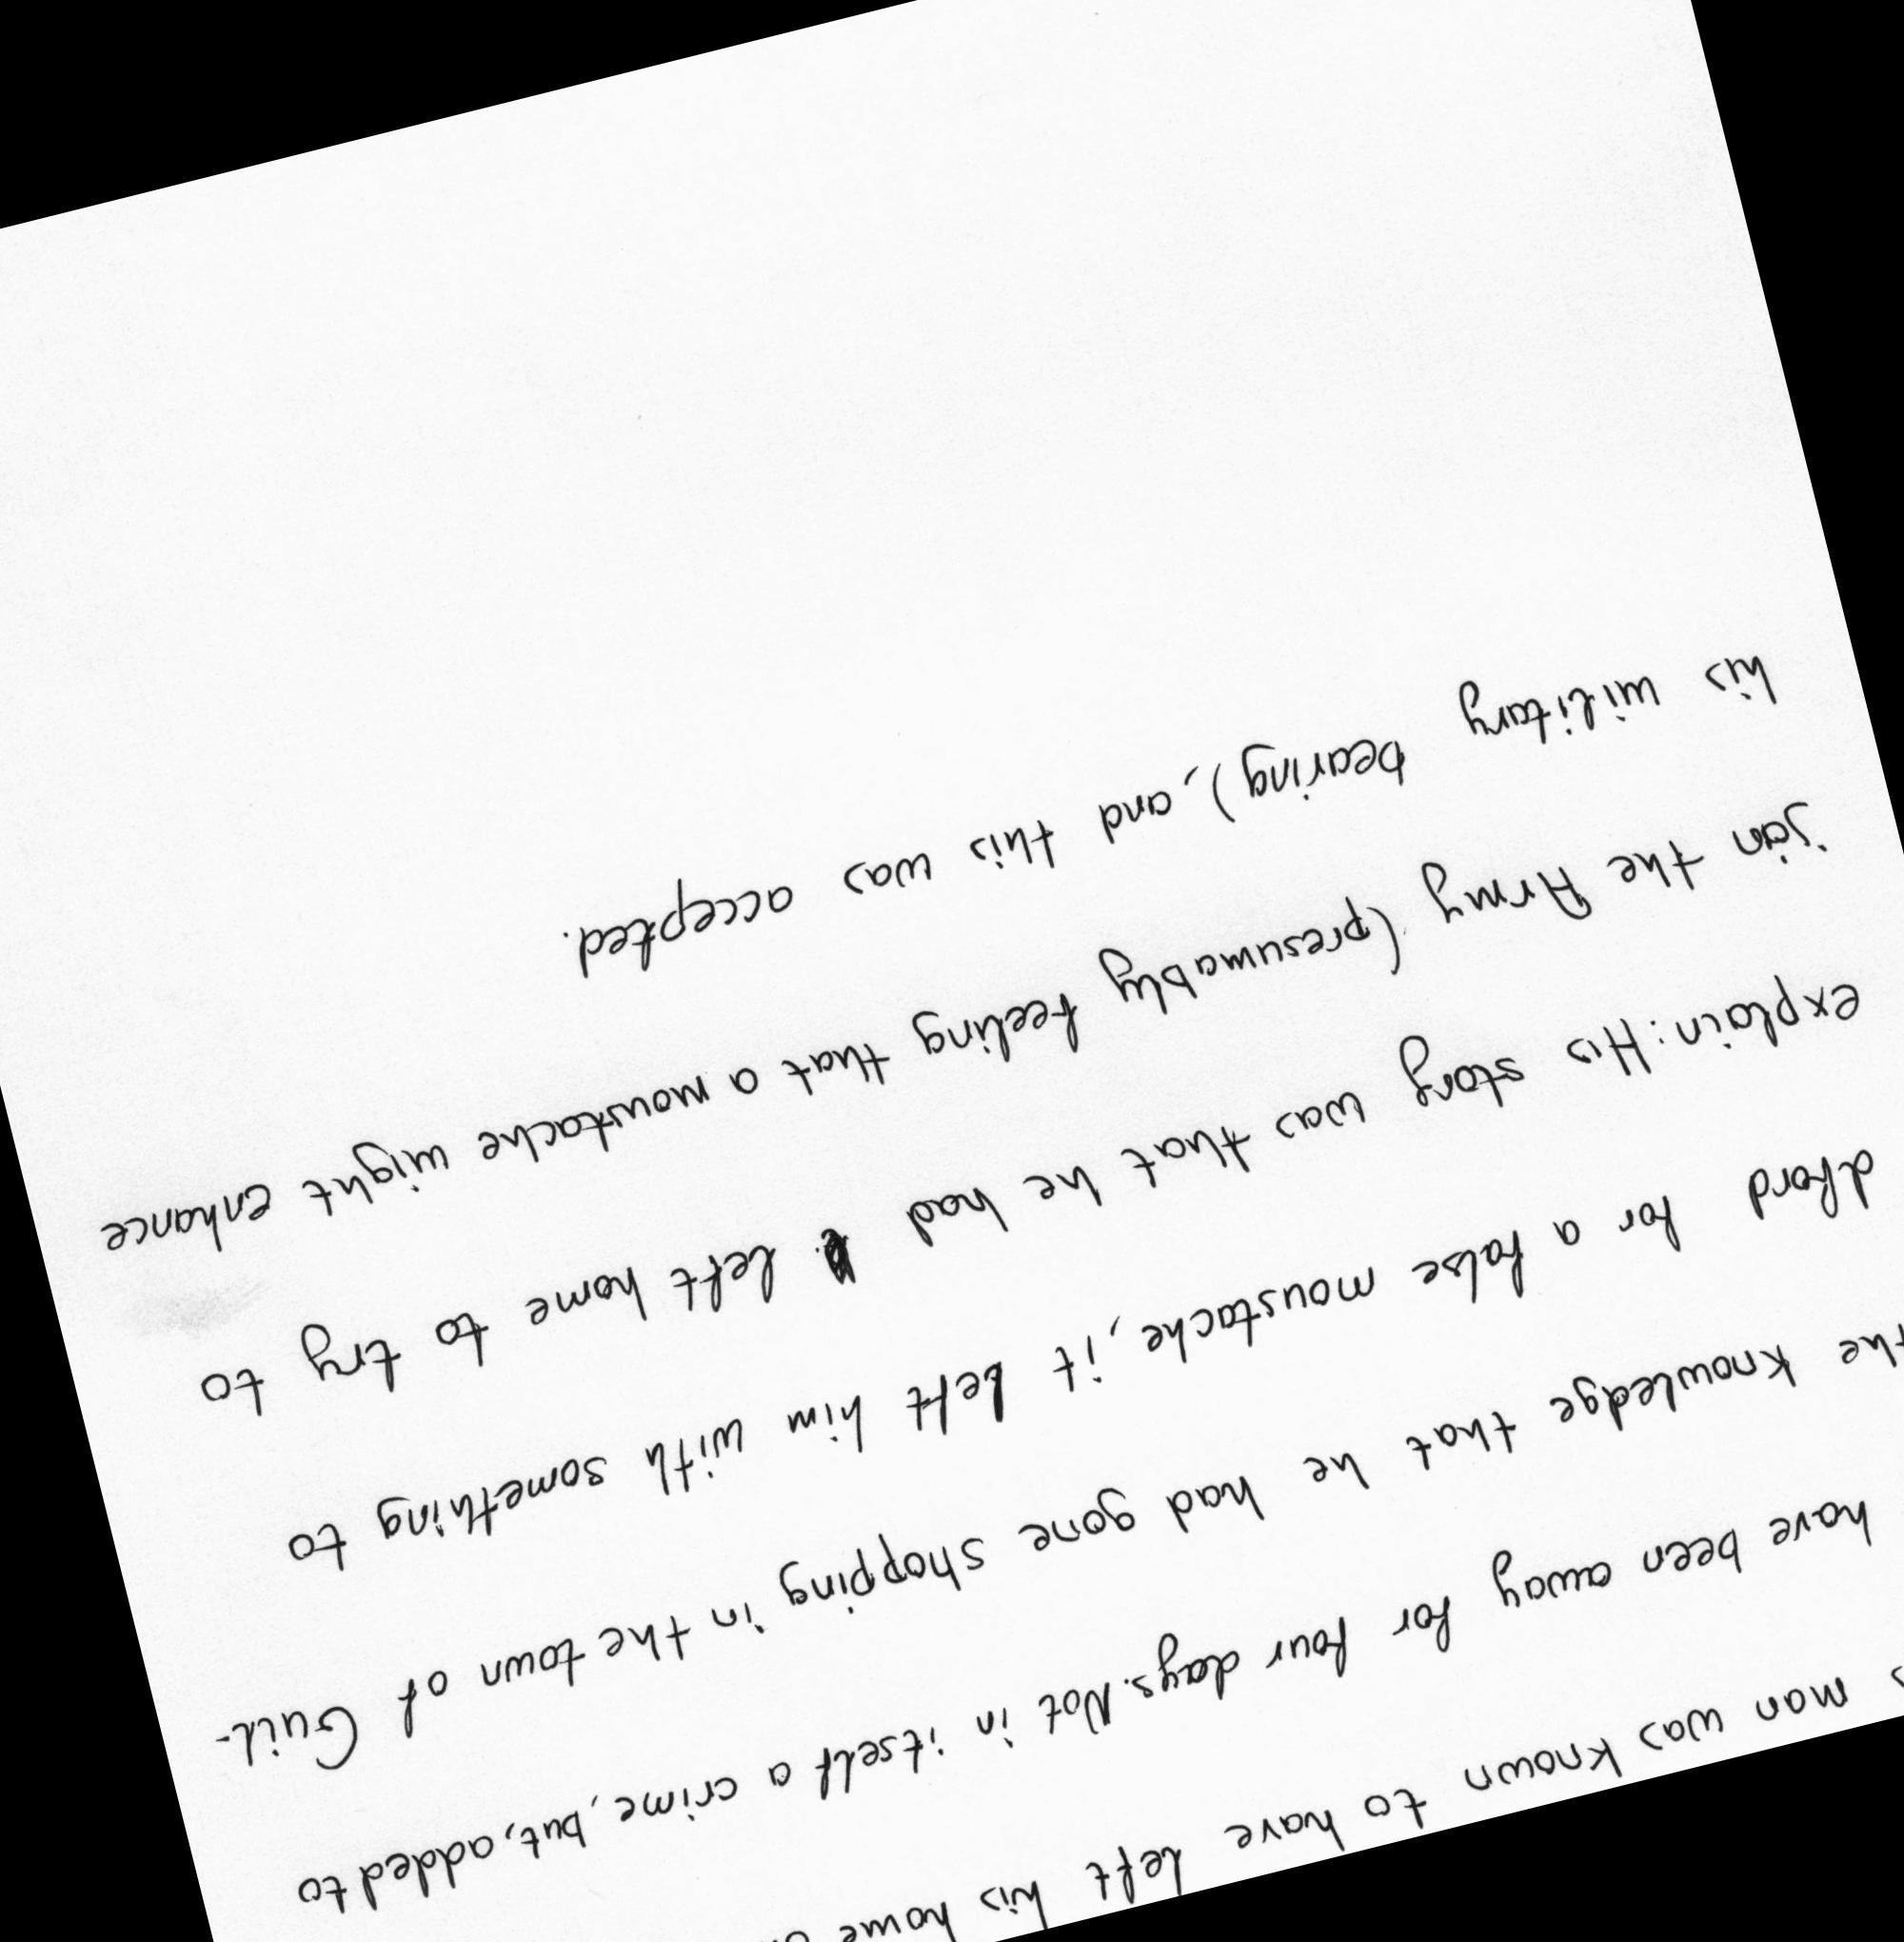 man was known to have left his home
have been away for four days. Not in itself a crime, but, added to
the knowledge that he had gone shopping in the town of Guil-
dford for a false moustache, it left him with something to
explain: His story was that he had left home to try to
join the Army (presumably feeling that a moustache might enhance
his military bearing), and this was accepted.